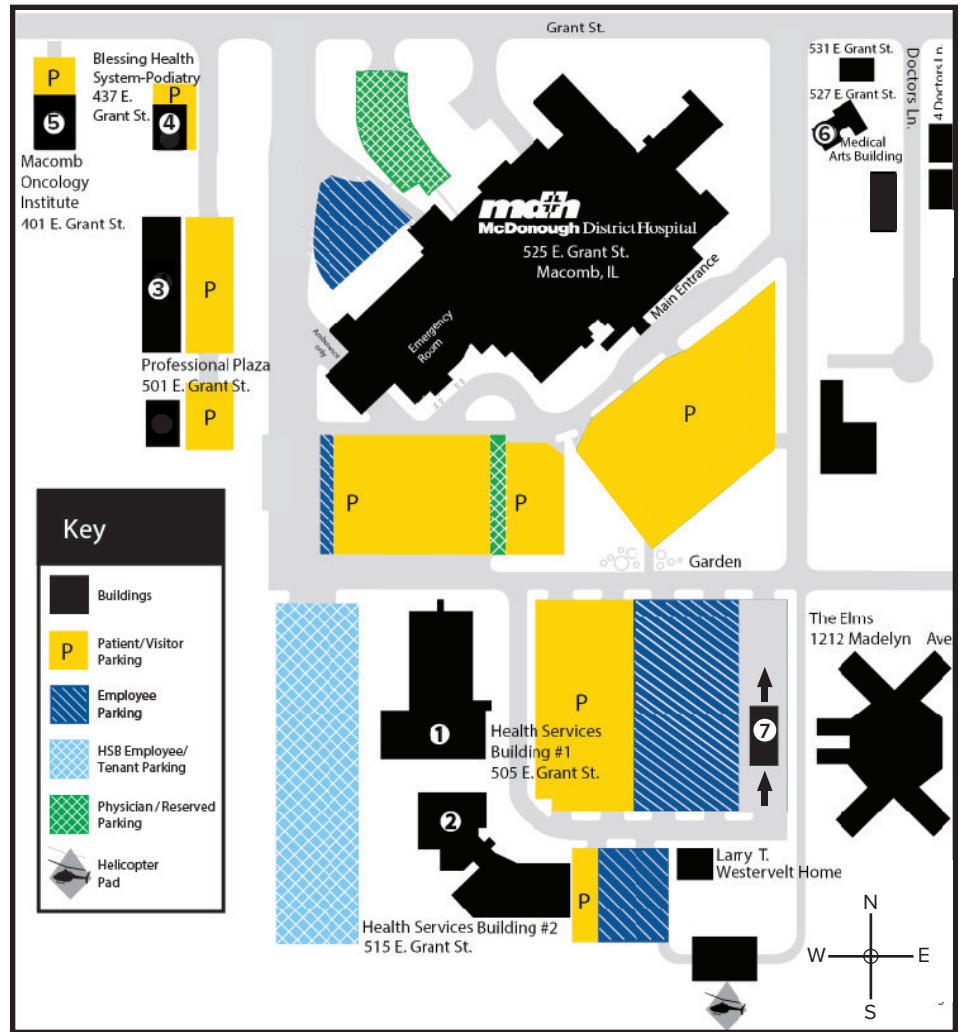 Grant St.
Blessing Health
System-Podiatry
437 E.
Grant St.
P
P
5
4
Macomb
Oncology
Institute
401 E. Grant St.
531 E. Grant St.
527 E. Grant St.
Doctors Ln.
4 Doctors Ln.
6
Medical
Arts Building
mdh
McDonough District Hospital
525 E. Grant St.
Macomb, IL
Main Entrance
Emergency
Room
Ambulance
only
3
P
Professional Plaza
501 E. Grant St.
P
P
P
P
Garden
Key
Buildings
P
Patient/Visitor
Parking
Employee
Parking
HSB Employee/
Tenant Parking
Physician/Reserved
Parking
Helicopter
Pad
The Elms
1212 Madelyn Ave
P
7
1
Health Services
Building #1
505 E. Grant St.
2
Larry T.
Westervelt Home
P
Health Services Building #2
515 E. Grant St.
N
W
E
S